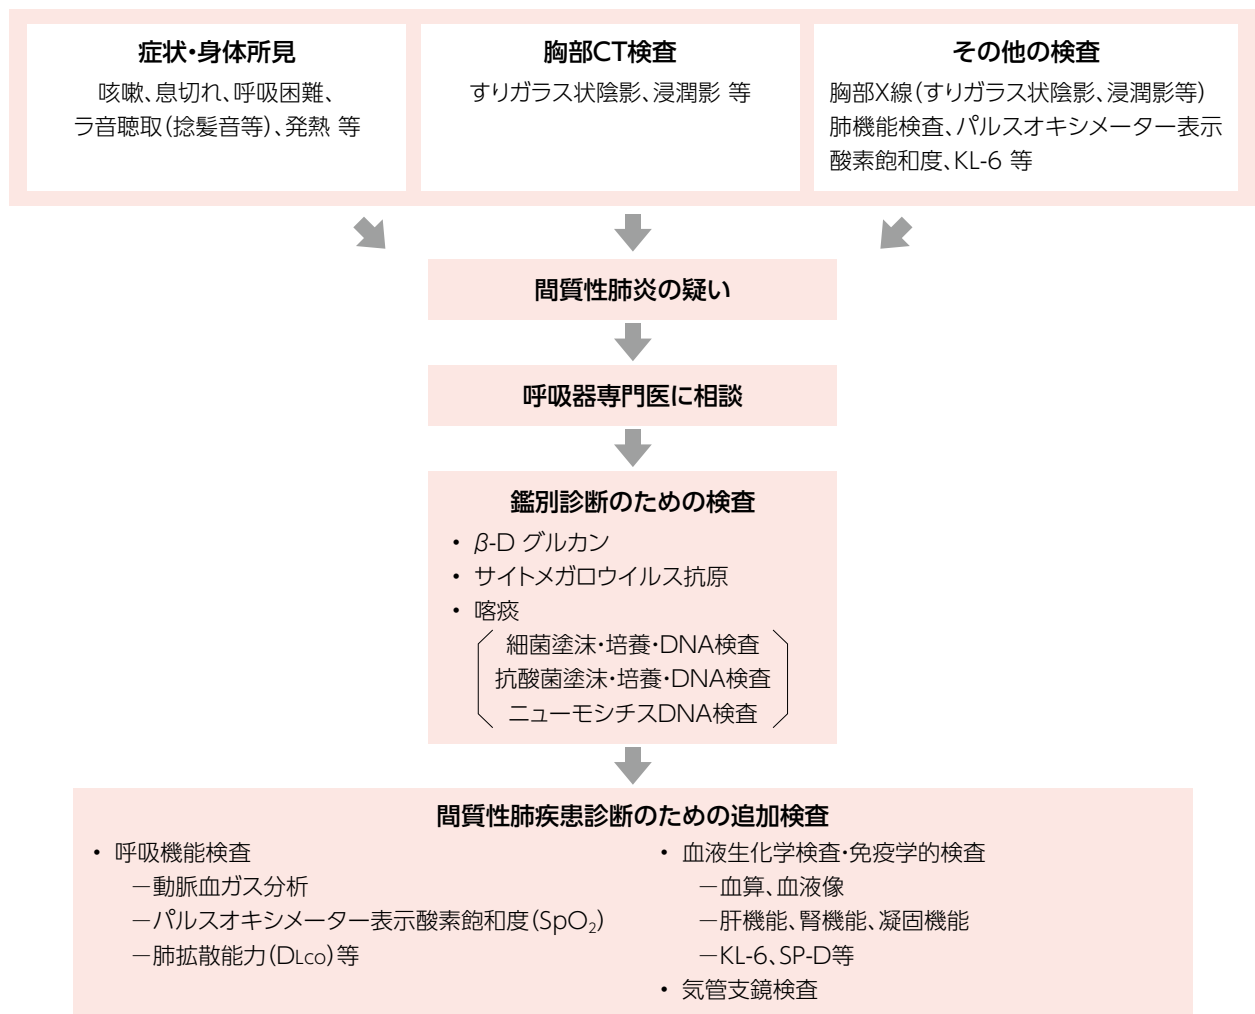 症状・身体所見
咳嗽、息切れ、呼吸困難、
ラ音聴取(捻髪音等)、発熱 等
胸部CT検査
すりガラス状陰影、浸潤影 等
その他の検査
胸部X線(すりガラス状陰影、浸潤影等)
肺機能検査、パルスオキシメーター表示
酸素飽和度、KL-6 等
間質性肺炎の疑い
呼吸器専門医に相談
鑑別診断のための検査
• β-D グルカン
• サイトメガロウイルス抗原
• 喀痰
細菌塗沫・培養・DNA検査
抗酸菌塗沫・培養・DNA検査
ニューモシチスDNA検査
間質性肺疾患診断のための追加検査
• 呼吸機能検査
－動脈血ガス分析
－パルスオキシメーター表示酸素飽和度(SpO₂)
－肺拡散能力(DLco)等
• 血液生化学検査・免疫学的検査
－血算、血液像
－肝機能、腎機能、凝固機能
－KL-6、SP-D等
• 気管支鏡検査